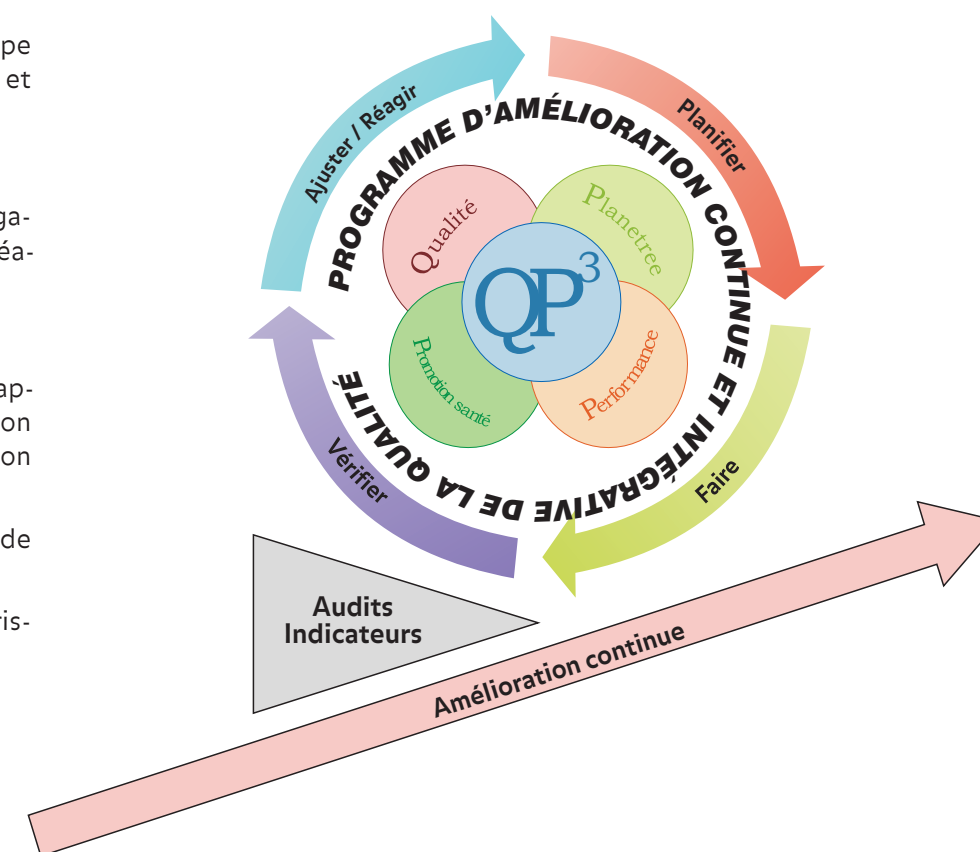 pe
et
ga-
éa-
ap-
on
on
de
ris-
Ajuster / Réagir
Planifier
Faire
Vérifier
PROGRAMME D'AMÉLIORATION CONTINUE ET INTÉGRATIVE DE LA QUALITÉ
Qualité
Planetree
QP3
Promotion santé
Performance
Audits
Indicateurs
Amélioration continue